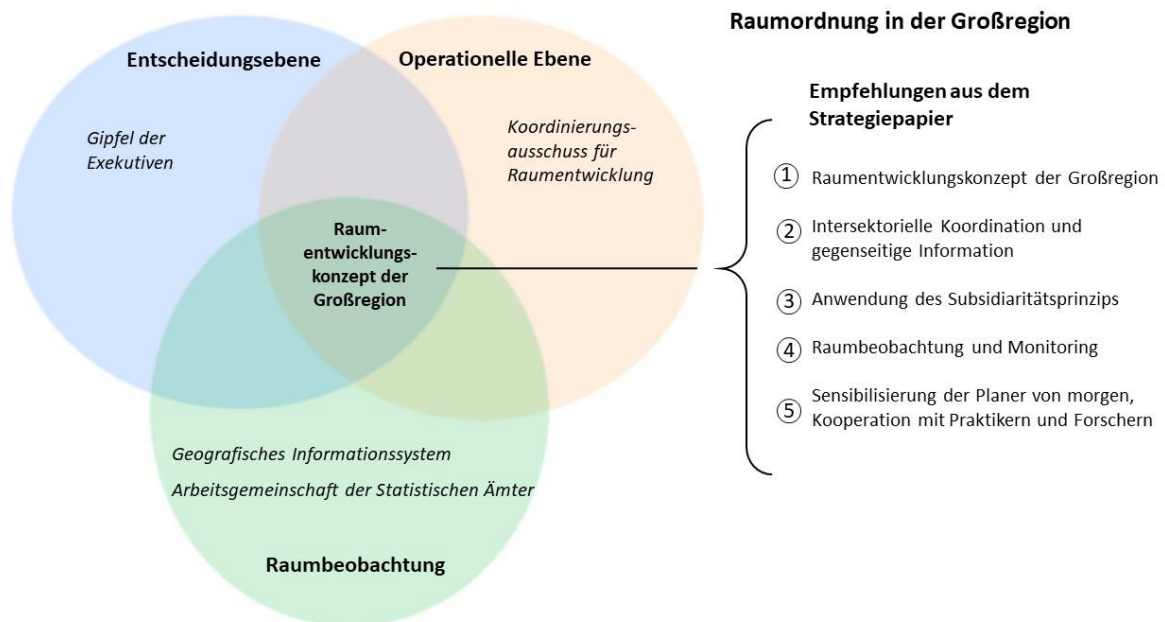 Raumordnung in der Großregion
Entscheidungsebene
Operationelle Ebene
Gipfel der
Exekutiven
Koordinierungs-
ausschuss für
Raumentwicklung
Raum-
entwicklungs-
konzept der
Großregion
Geografisches Informationssystem
Arbeitsgemeinschaft der Statistischen Ämter
Raumbeobachtung
Empfehlungen aus dem
Strategiepapier
1 Raumentwicklungskonzept der Großregion
2 Intersektorielle Koordination und
gegenseitige Information
3 Anwendung des Subsidiaritätsprinzips
4 Raumbeobachtung und Monitoring
5 Sensibilisierung der Planer von morgen,
Kooperation mit Praktikern und Forschern